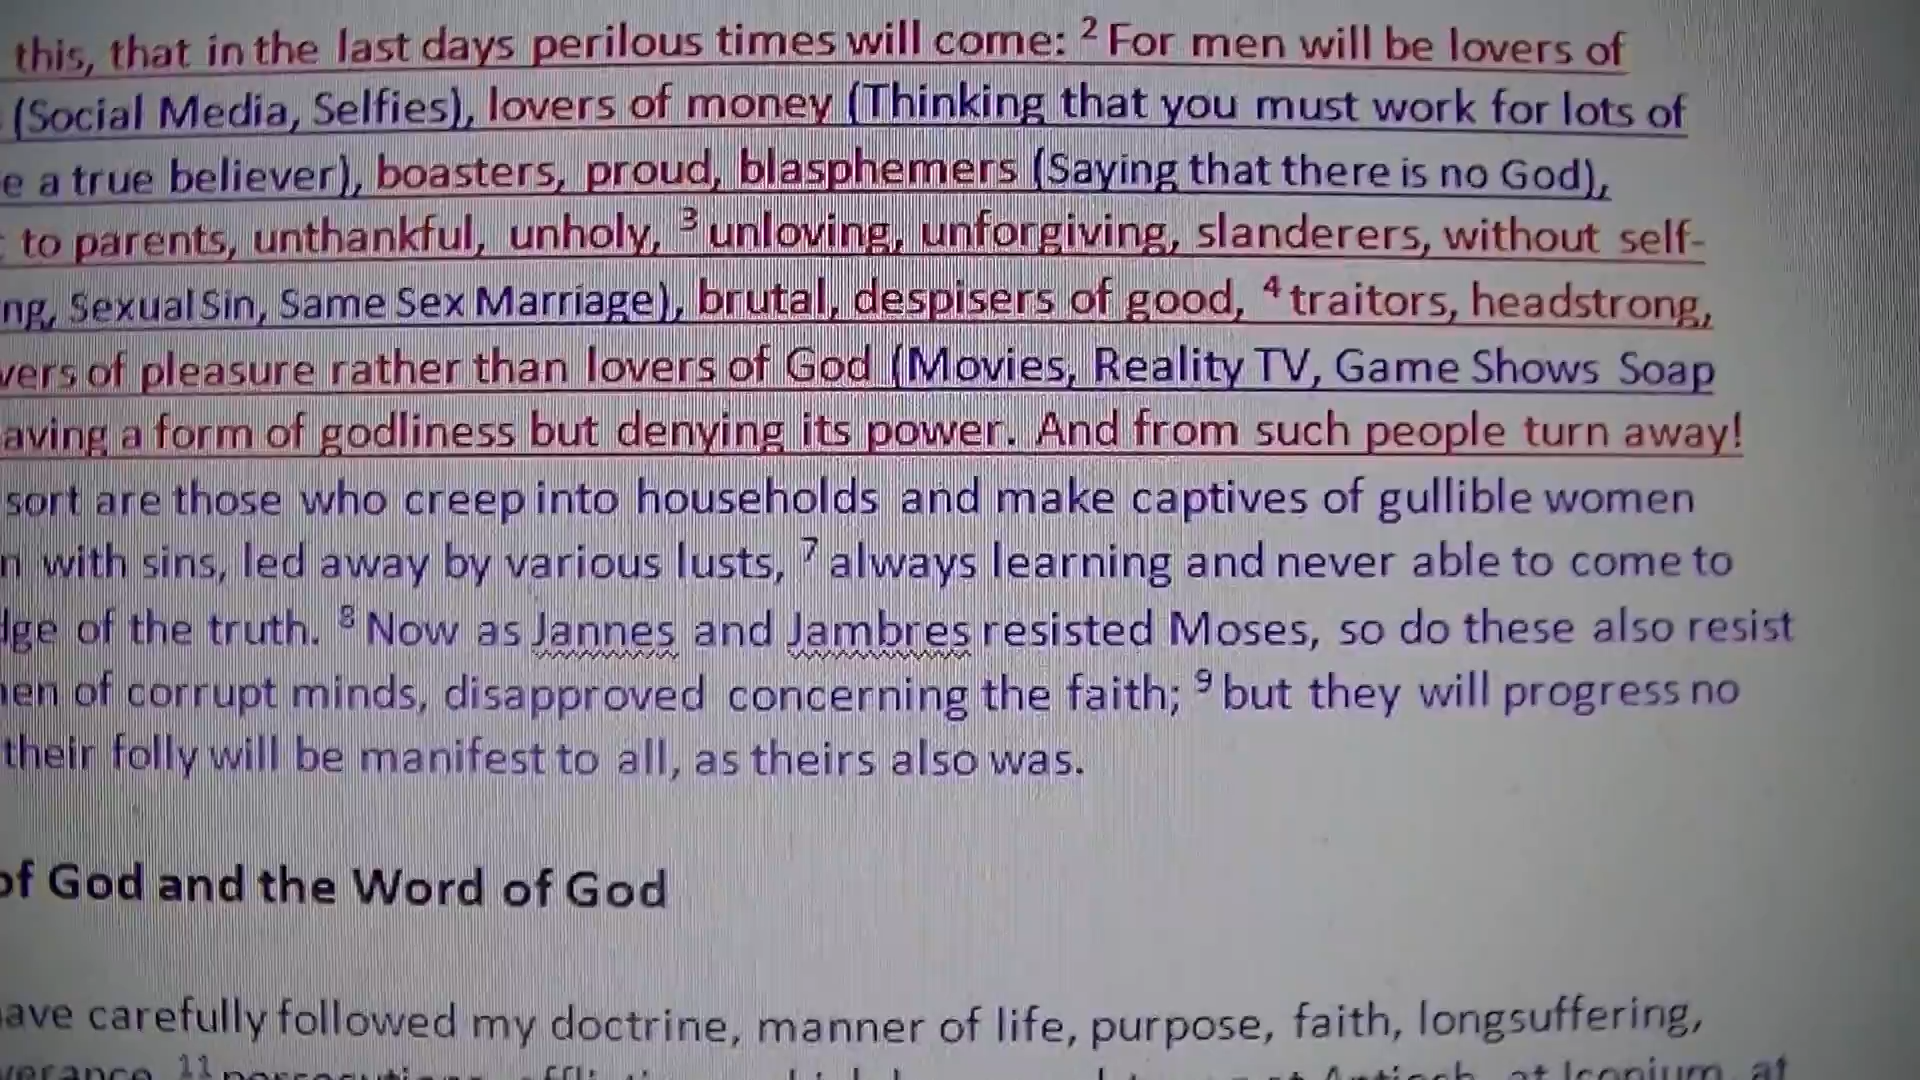 this, that in the last days perilous times will come: 2 For men will be lovers of
(Social Media, Selfies), lovers of money (Thinking that you must work for lots of
e a true believer), boasters, proud, blasphemers (Saying that there is no God),
to parents, unthankful, unholy, 3 unloving, unforgiving, slanderers, without self-
ng, Sexual Sin, Same Sex Marriage), brutal, despisers of good, 4 traitors, headstrong,
vers of pleasure rather than lovers of God (Movies, Reality TV, Game Shows Soap
aving a form of godliness but denying its power. And from such people turn away!
sort are those who creep into households and make captives of gullible women
n with sins, led away by various lusts, 7 always learning and never able to come to
dge of the truth. 8 Now as Jannes and Jambres resisted Moses, so do these also resist
en of corrupt minds, disapproved concerning the faith; 9 but they will progress no
their folly will be manifest to all, as theirs also was.
of God and the Word of God
ave carefully followed my doctrine, manner of life, purpose, faith, longsuffering,
verance, 11 persecutions, at Antioch, at Iconium, at